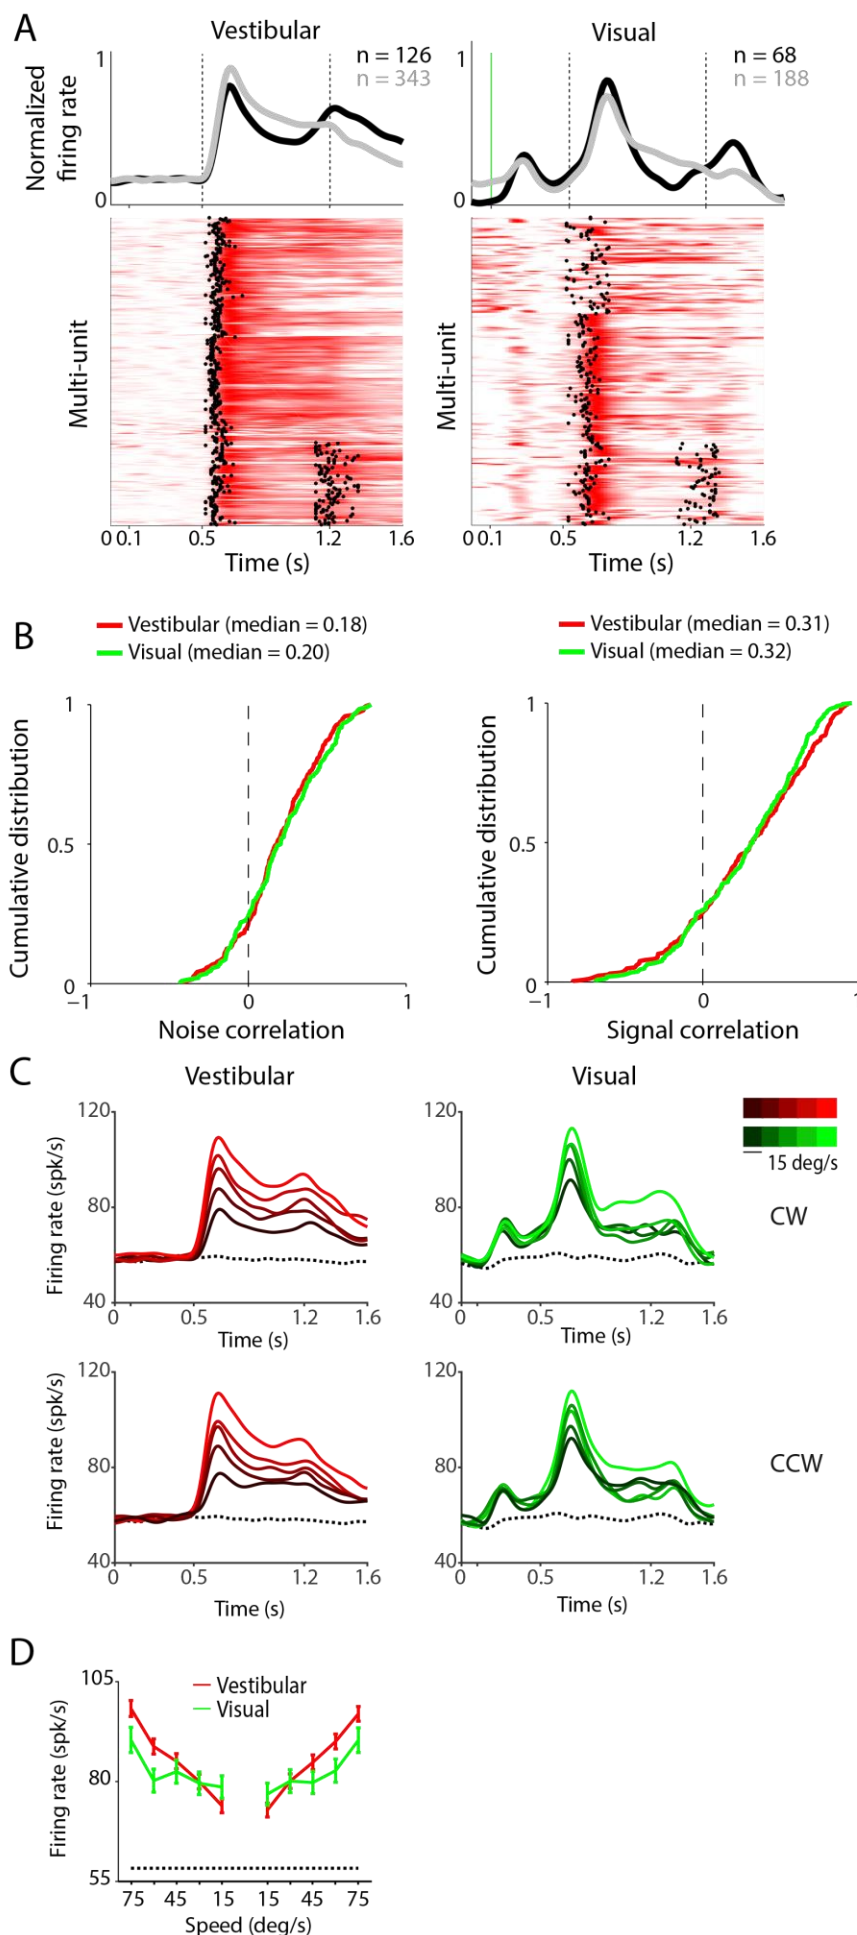 A
Vestibular
Visual
n = 126
n = 343
n = 68
n = 188
Normalized
firing rate
1
0
1
0
Multi-unit
Multi-unit
0 0.1 0.5 1.2 1.6
0 0.1 0.5 1.2 1.6
Time (s)
Time (s)
B
Vestibular (median = 0.18)
Visual (median = 0.20)
Vestibular (median = 0.31)
Visual (median = 0.32)
Cumulative distribution
1
0.5
0
−1 0 1
Noise correlation
Cumulative distribution
1
0.5
0
−1 0 1
Signal correlation
C
Vestibular
Visual
15 deg/s
CW
Firing rate (spk/s)
120
80
40
0 0.5 1.2 1.6
Time (s)
120
80
40
0 0.5 1.2 1.6
Time (s)
CCW
Firing rate (spk/s)
120
80
40
0 0.5 1.2 1.6
Time (s)
120
80
40
0 0.5 1.2 1.6
Time (s)
D
Vestibular
Visual
Firing rate (spk/s)
105
80
55
75 45 15 15 45 75
Speed (deg/s)